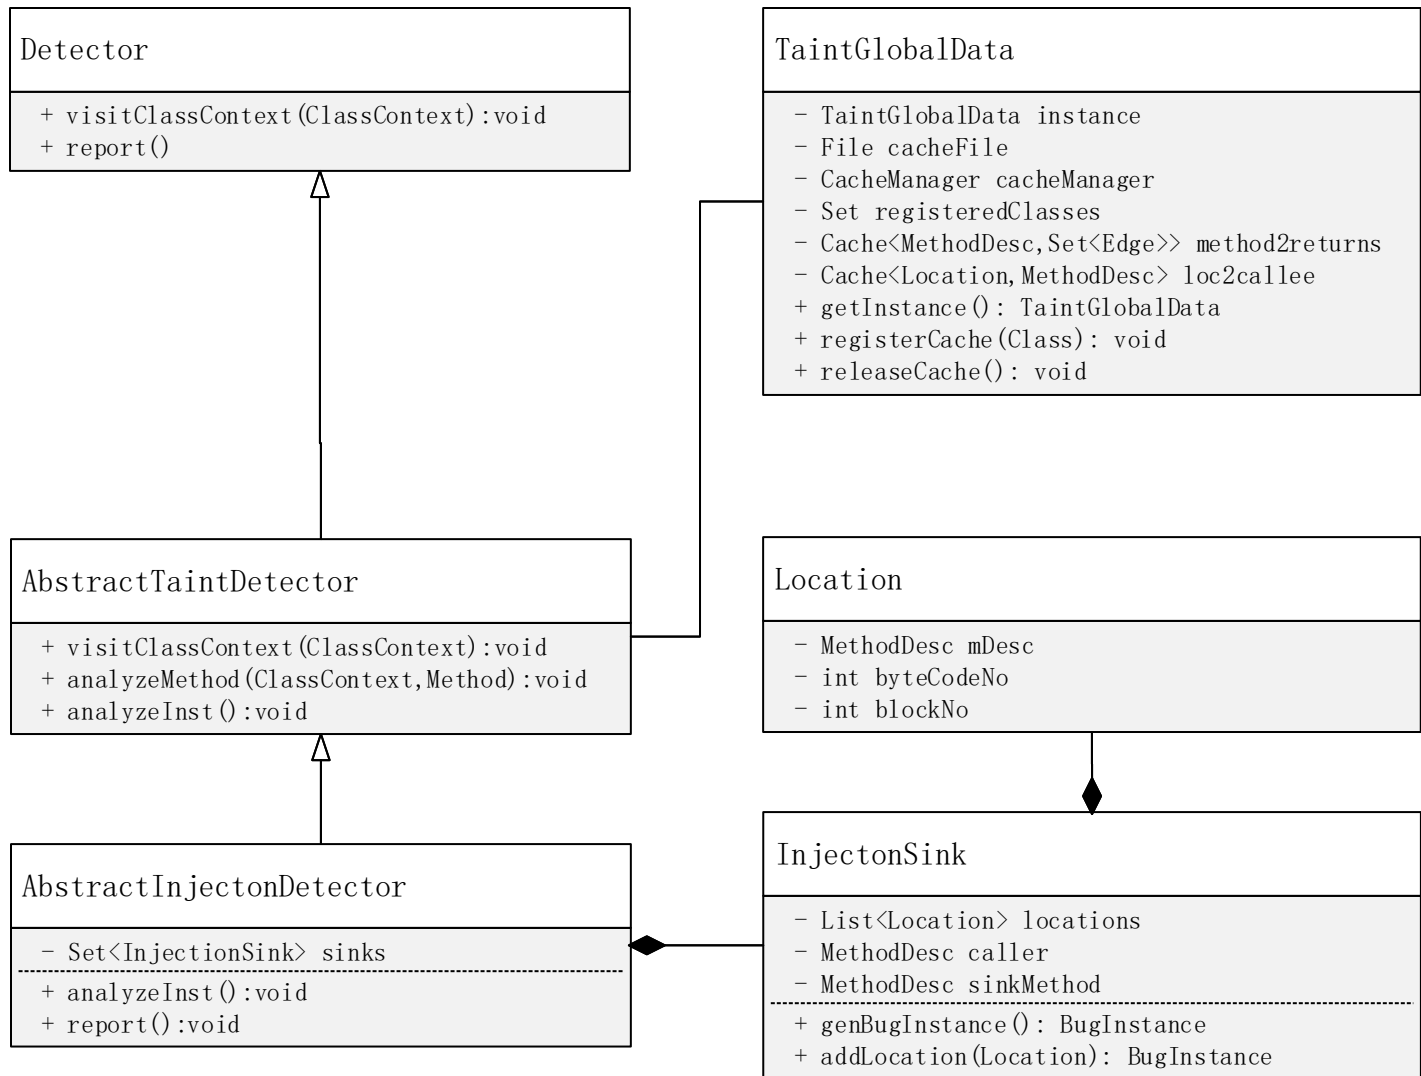 Detector
+ visitClassContext(ClassContext):void
+ report()
TaintGlobalData
- TaintGlobalData instance
- File cacheFile
- CacheManager cacheManager
- Set registeredClasses
- Cache<MethodDesc,Set<Edge>> method2returns
- Cache<Location,MethodDesc> loc2callee
+ getInstance(): TaintGlobalData
+ registerCache(Class): void
+ releaseCache(): void
AbstractTaintDetector
+ visitClassContext(ClassContext):void
+ analyzeMethod(ClassContext,Method):void
+ analyzeInst():void
Location
- MethodDesc mDesc
- int byteCodeNo
- int blockNo
AbstractInjectonDetector
- Set<InjectionSink> sinks
+ analyzeInst():void
+ report():void
InjectonSink
- List<Location> locations
- MethodDesc caller
- MethodDesc sinkMethod
+ genBugInstance(): BugInstance
+ addLocation(Location): BugInstance